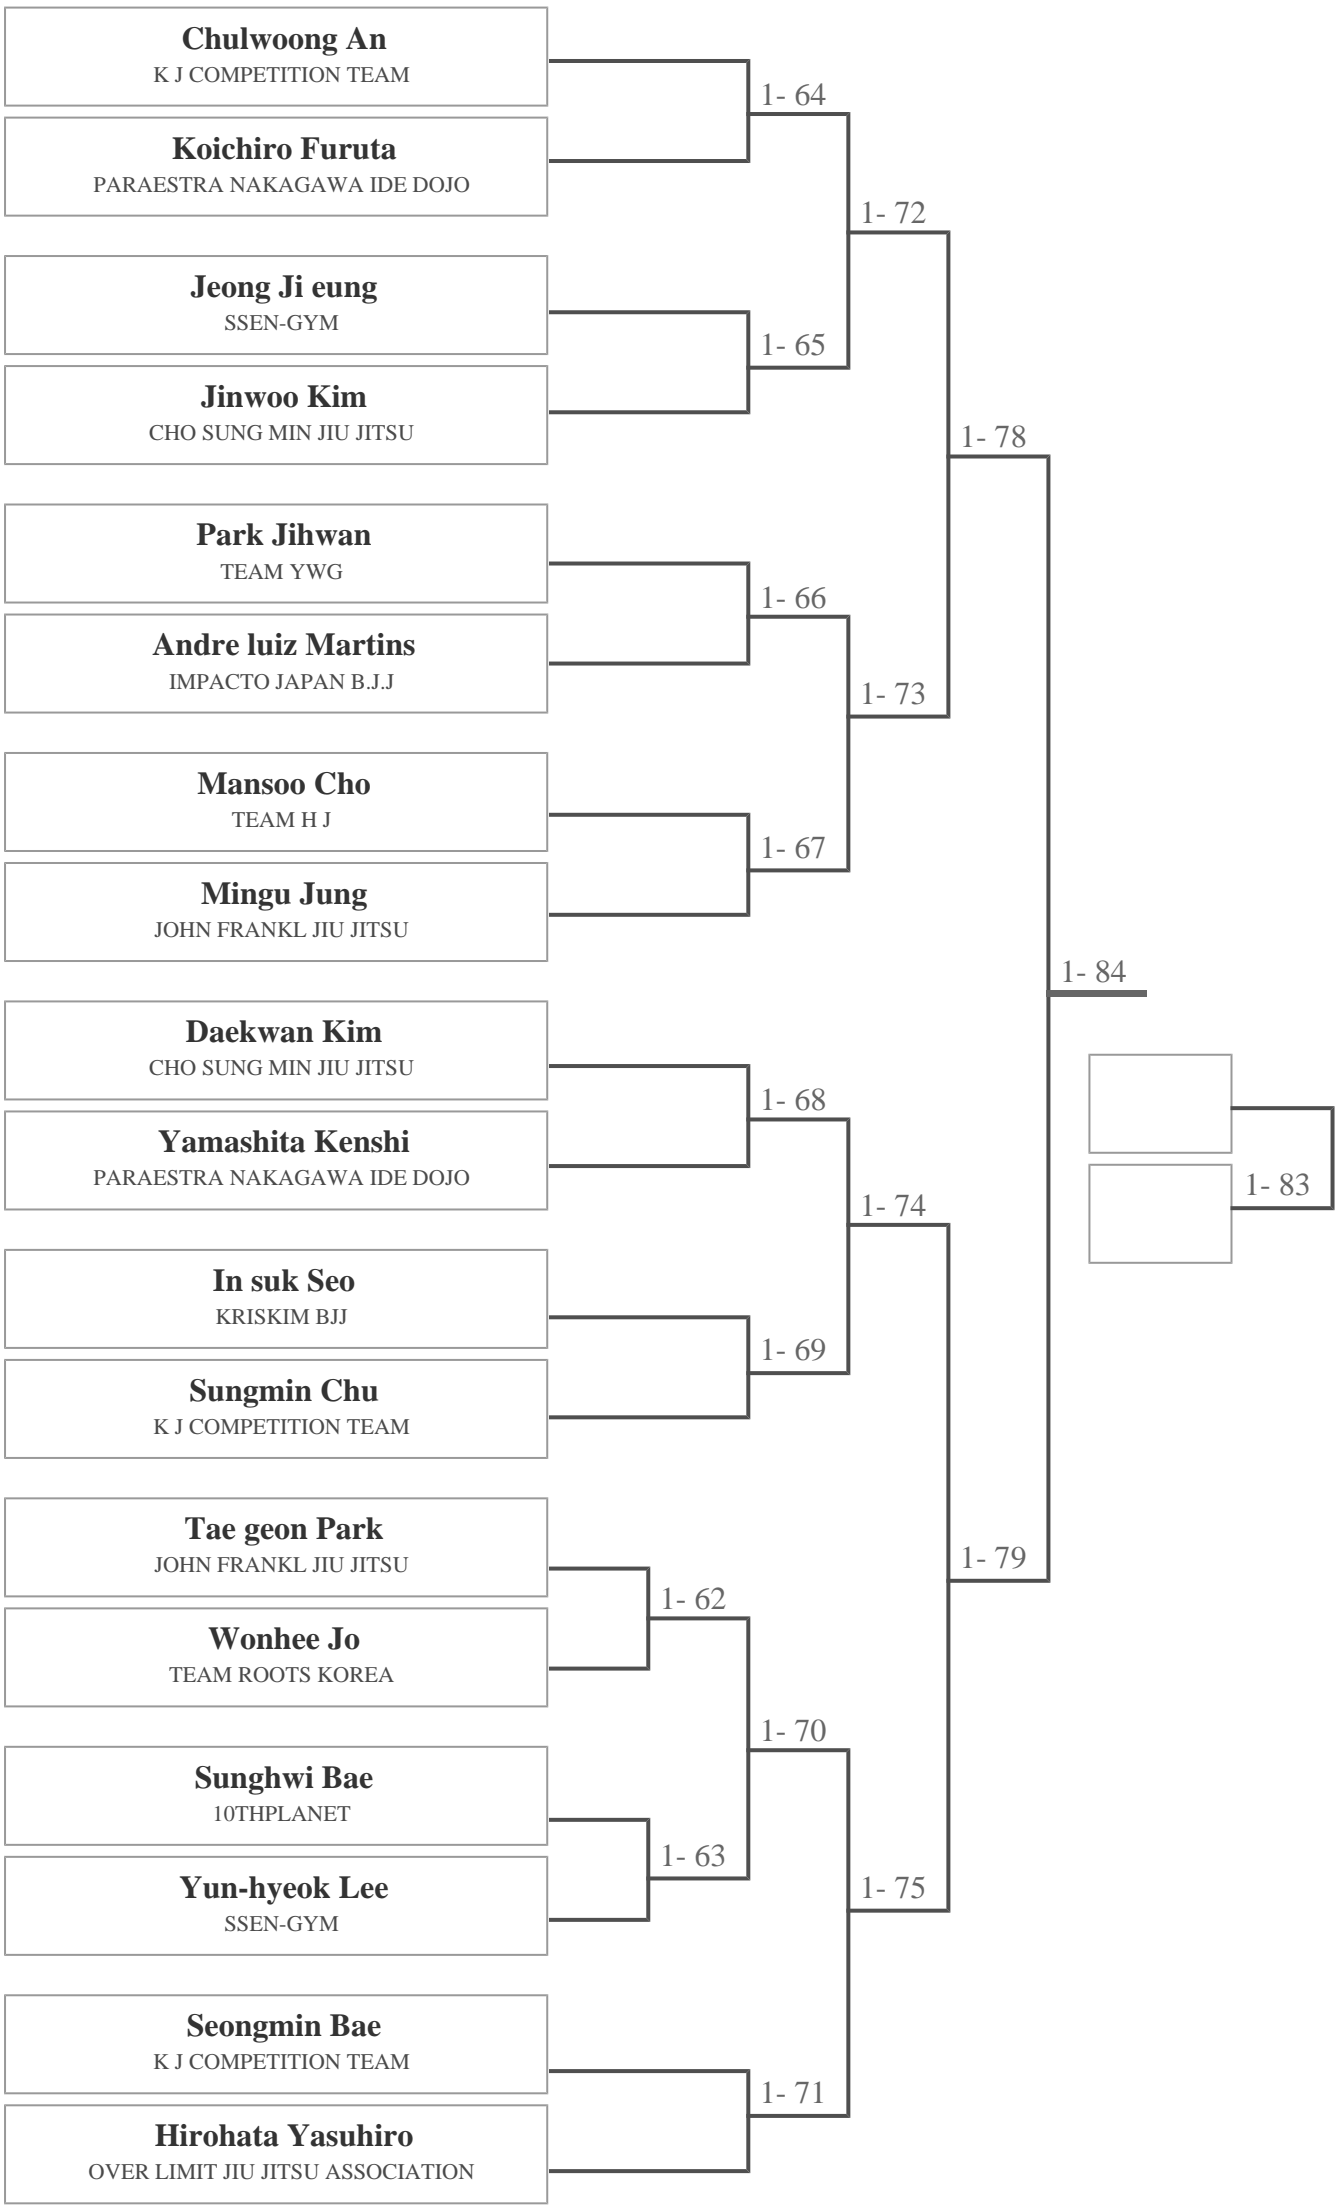 Chulwoong An
K J COMPETITION TEAM
1- 64
Koichiro Furuta
PARAESTRA NAKAGAWA IDE DOJO
1- 72
Jeong Ji eung
SSEN-GYM
1- 65
Jinwoo Kim
CHO SUNG MIN JIU JITSU
1- 78
Park Jihwan
TEAM YWG
1- 66
Andre luiz Martins
IMPACTO JAPAN B.J.J
1- 73
Mansoo Cho
TEAM H J
1- 67
Mingu Jung
JOHN FRANKL JIU JITSU
1- 84
Daekwan Kim
CHO SUNG MIN JIU JITSU
1- 68
Yamashita Kenshi
PARAESTRA NAKAGAWA IDE DOJO
1- 83
1- 74
In suk Seo
KRISKIM BJJ
1- 69
Sungmin Chu
K J COMPETITION TEAM
Tae geon Park
JOHN FRANKL JIU JITSU
1- 79
1- 62
Wonhee Jo
TEAM ROOTS KOREA
1- 70
Sunghwi Bae
10THPLANET
1- 63
Yun-hyeok Lee
SSEN-GYM
1- 75
Seongmin Bae
K J COMPETITION TEAM
1- 71
Hirohata Yasuhiro
OVER LIMIT JIU JITSU ASSOCIATION